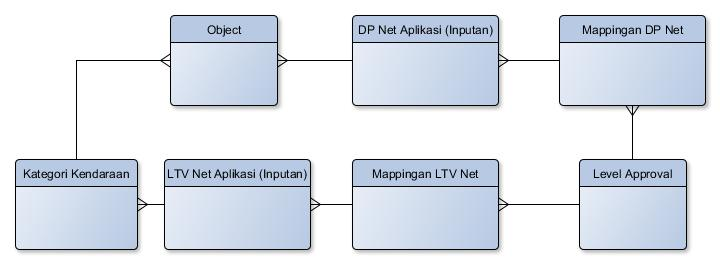 Object
DP Net Aplikasi (Inputan)
Mappingan DP Net
Kategori Kendaraan
LTV Net Aplikasi (Inputan)
Mappingan LTV Net
Level Approval